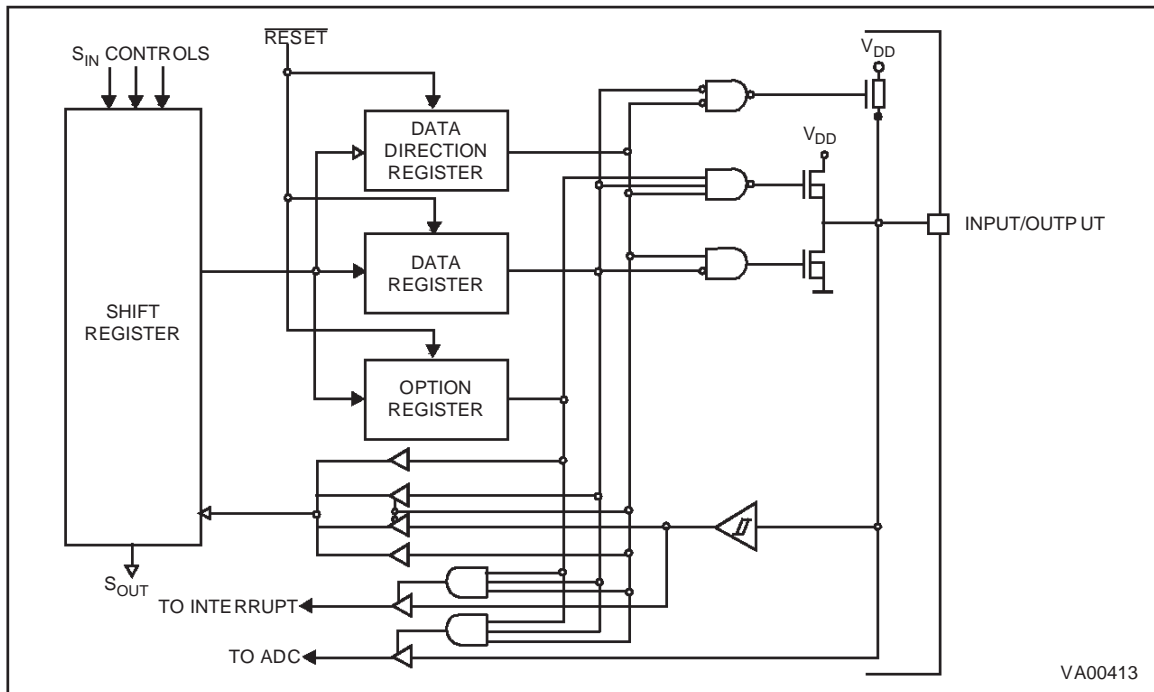 RESET
S_IN CONTROLS
V_DD
DATA
DIRECTION
REGISTER
V_DD
INPUT/OUTPUT
DATA
REGISTER
SHIFT
REGISTER
OPTION
REGISTER
S_OUT
TO INTERRUPT
TO ADC
VA00413